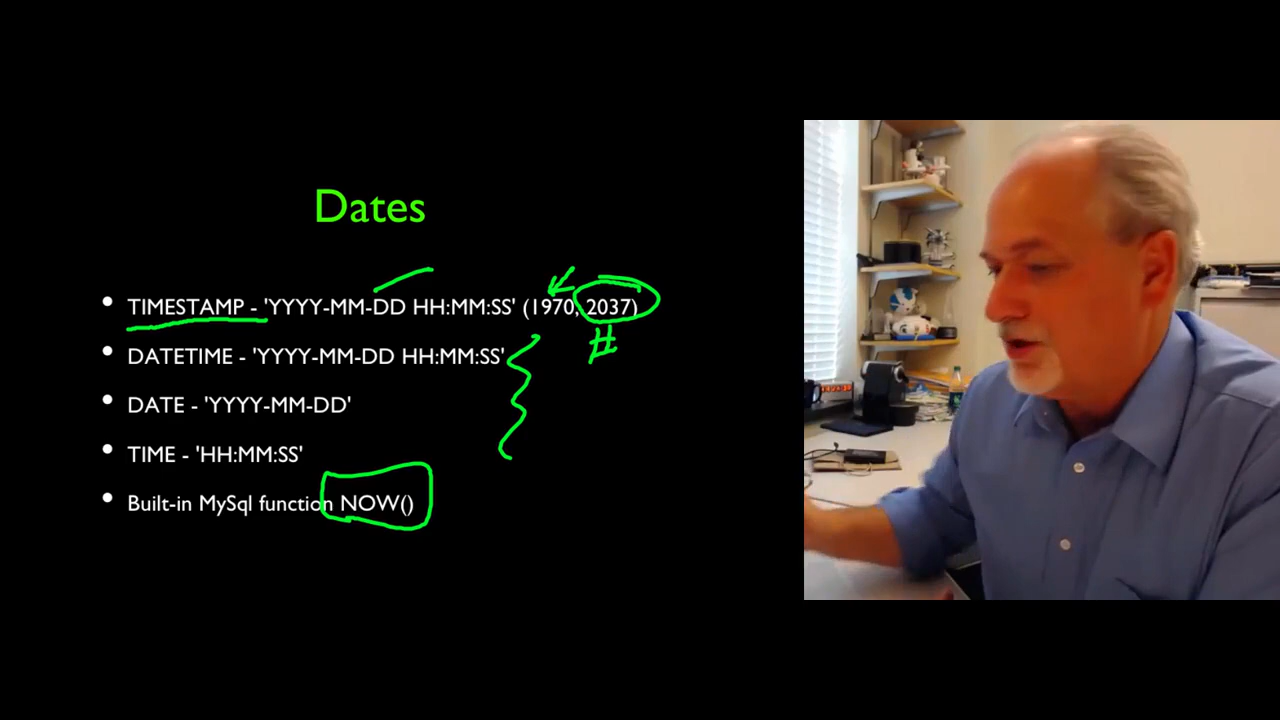 Dates
• TIMESTAMP - 'YYYY-MM-DD HH:MM:SS' (1970, 2037)
• DATETIME - 'YYYY-MM-DD HH:MM:SS'
• DATE - 'YYYY-MM-DD'
• TIME - 'HH:MM:SS'
• Built-in MySql function NOW()
#